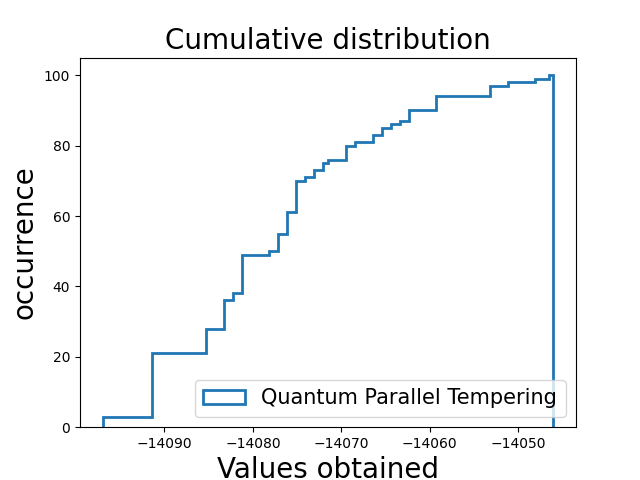 Cumulative distribution
100
80
60
40
20
0
occurrence
Quantum Parallel Tempering
−14090 −14080 −14070 −14060 −14050
Values obtained